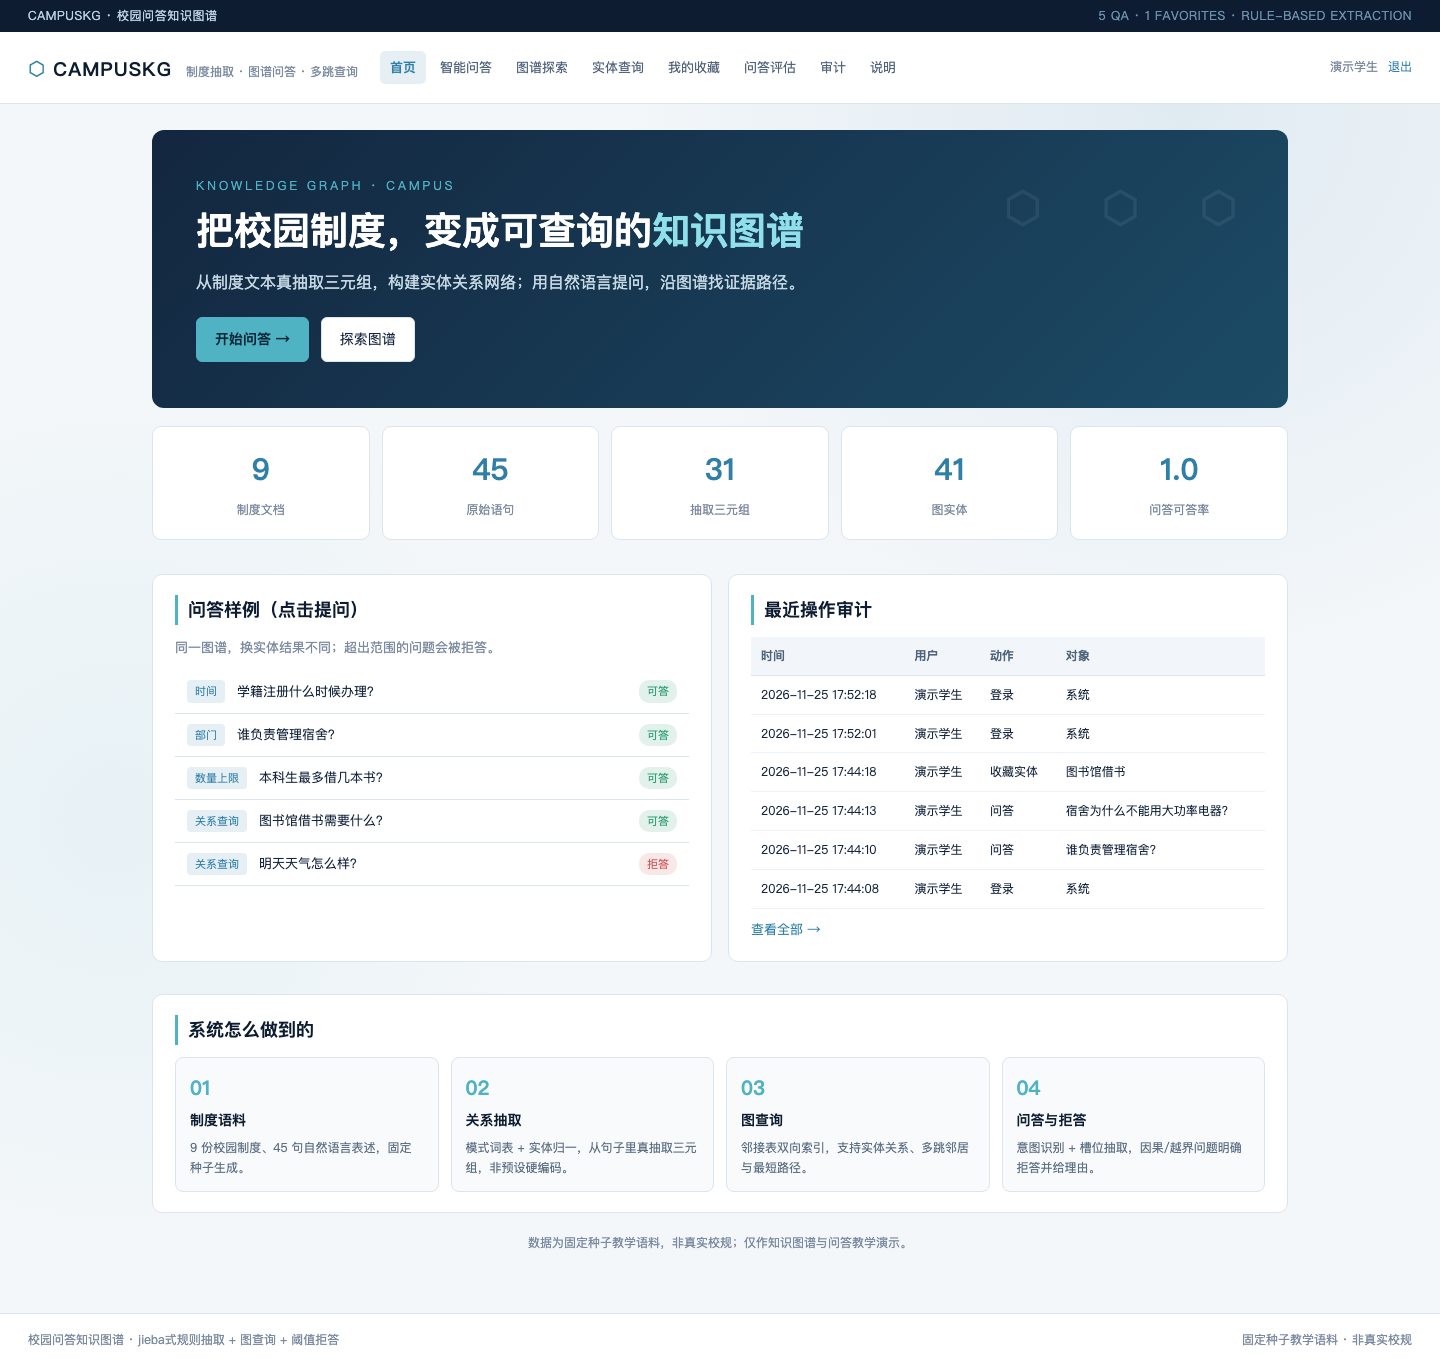 CAMPUSKG · 校园问答知识图谱
5 QA · 1 FAVORITES · RULE-BASED EXTRACTION
CAMPUSKG 制度抽取 · 图谱问答 · 多跳查询
首页 智能问答 图谱探索 实体查询 我的收藏 问答评估 审计 说明
演示学生 退出
KNOWLEDGE GRAPH · CAMPUS
把校园制度，变成可查询的知识图谱
从制度文本真抽取三元组，构建实体关系网络；用自然语言提问，沿图谱找证据路径。
开始问答 →
探索图谱
9
制度文档
45
原始语句
31
抽取三元组
41
图实体
1.0
问答可答率
问答样例（点击提问）
同一图谱，换实体结果不同；超出范围的问题会被拒答。
时间 学籍注册什么时候办理? 可答
部门 谁负责管理宿舍? 可答
数量上限 本科生最多借几本书? 可答
关系查询 图书馆借书需要什么? 可答
关系查询 明天天气怎么样? 拒答
最近操作审计
时间 用户 动作 对象
2026-11-25 17:52:18 演示学生 登录 系统
2026-11-25 17:52:01 演示学生 登录 系统
2026-11-25 17:44:18 演示学生 收藏实体 图书馆借书
2026-11-25 17:44:13 演示学生 问答 宿舍为什么不能用大功率电器?
2026-11-25 17:44:10 演示学生 问答 谁负责管理宿舍?
2026-11-25 17:44:08 演示学生 登录 系统
查看全部 →
系统怎么做到的
01
制度语料
9 份校园制度、45 句自然语言表述，固定
种子生成。
02
关系抽取
模式词表 + 实体归一，从句子里真抽取三元
组，非预设硬编码。
03
图查询
邻接表双向索引，支持实体关系、多跳邻居
与最短路径。
04
问答与拒答
意图识别 + 槽位抽取，因果/越界问题明确
拒答并给理由。
数据为固定种子教学语料，非真实校规；仅作知识图谱与问答教学演示。
校园问答知识图谱 · jieba式规则抽取 + 图查询 + 阈值拒答
固定种子教学语料 · 非真实校规